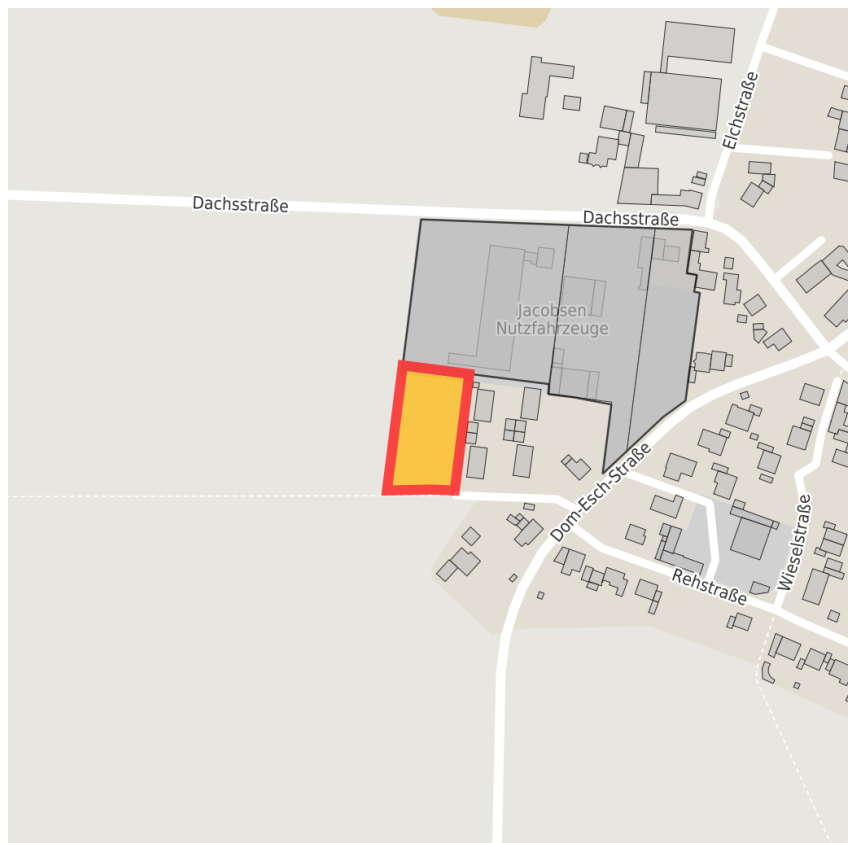 Elchstraße
Dachsstraße
Dachsstraße
Jacobsen
Nutzfahrzeuge
Dom-Esch-Straße
Wieselstraße
Rehstraße